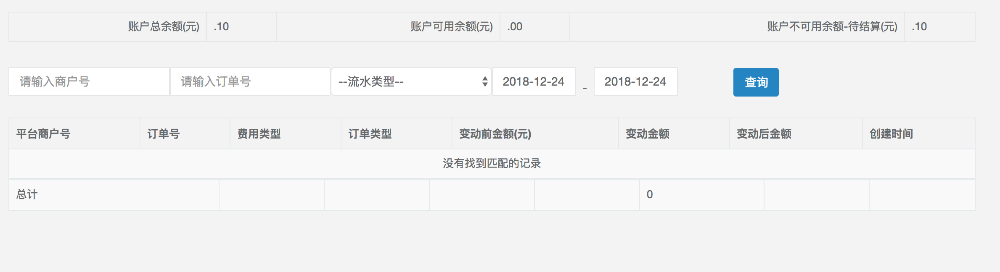 账户总余额(元) .10 账户可用余额(元) .00 账户不可用余额-待结算(元) .10
请输入商户号 请输入订单号 --流水类型-- 2018-12-24 - 2018-12-24 查询
平台商户号 订单号 费用类型 订单类型 变动前金额(元) 变动金额 变动后金额 创建时间
没有找到匹配的记录
总计 0